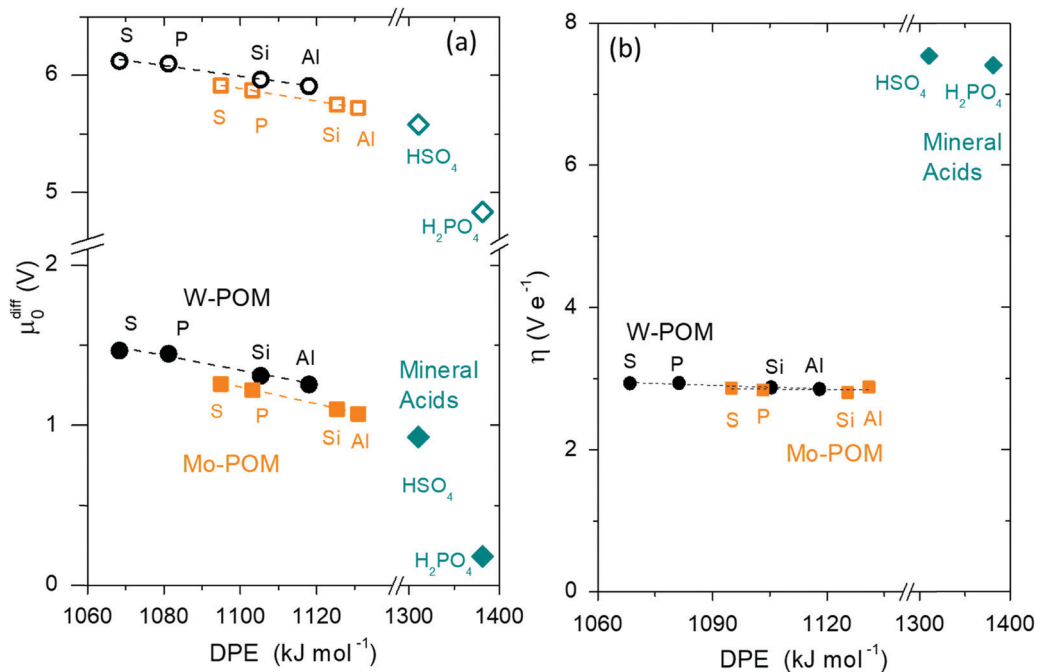 (a)
S
P
Si
Al
S
P
Si
Al
HSO₄
H₂PO₄
W-POM
S
P
Si
Al
S
P
Si
Al
Mo-POM
Mineral
Acids
HSO₄
H₂PO₄
6
5
2
1
0
μ₀ᵈⁱᶠᶠ (V)
1060
1080
1100
1120
1300
1400
DPE (kJ mol⁻¹)
(b)
HSO₄
H₂PO₄
Mineral
Acids
W-POM
S
P
Si
Al
S
P
Si
Al
Mo-POM
8
6
4
2
0
η (V e⁻¹)
1060
1090
1120
1300
1400
DPE (kJ mol⁻¹)